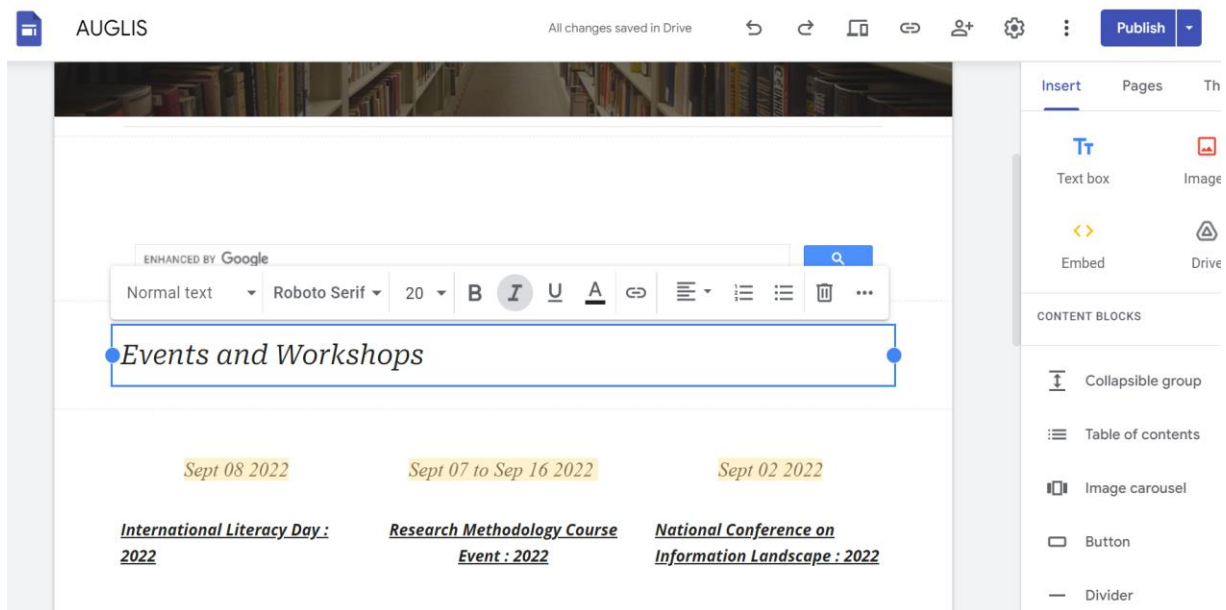 AUGLIS
All changes saved in Drive
Publish
Insert Pages Th
Text box Image
Embed Drive
CONTENT BLOCKS
Collapsible group
Table of contents
Image carousel
Button
Divider
ENHANCED BY Google
Normal text Roboto Serif 20 B I U A
Events and Workshops
Sept 08 2022
International Literacy Day :
2022
Sept 07 to Sep 16 2022
Research Methodology Course
Event : 2022
Sept 02 2022
National Conference on
Information Landscape : 2022